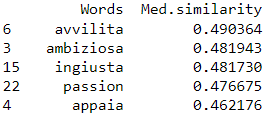 Words Med.similarity
6 avvilita 0.490364
3 ambiziosa 0.481943
15 ingiusta 0.481730
22 passion 0.476675
4 appaia 0.462176